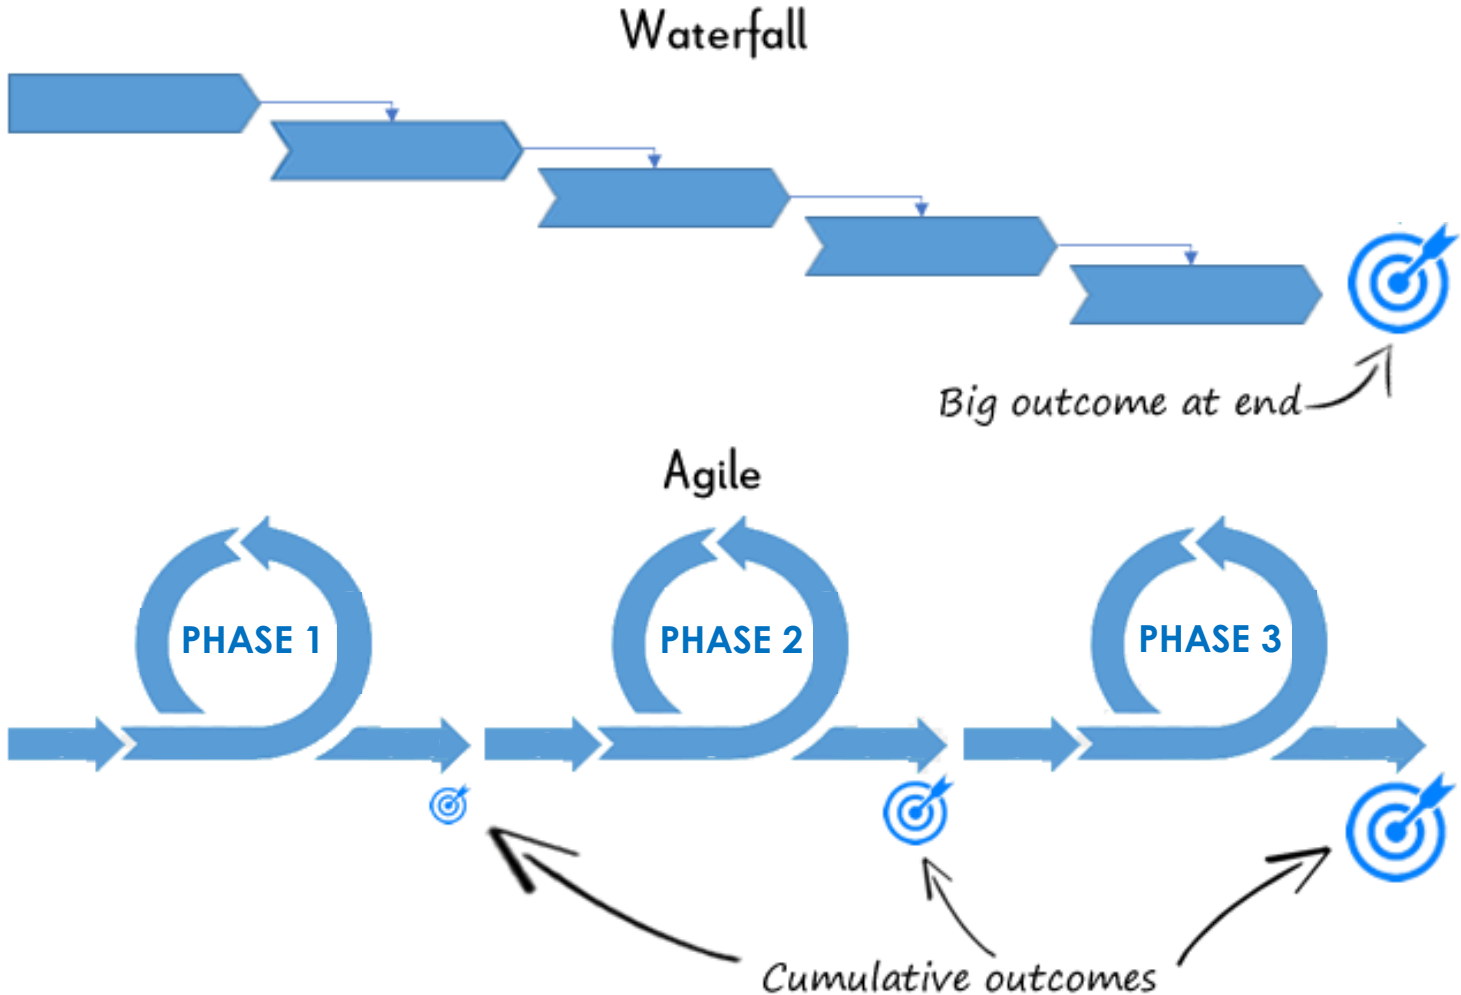 Waterfall
Big outcome at end
Agile
PHASE 1
PHASE 2
PHASE 3
Cumulative outcomes